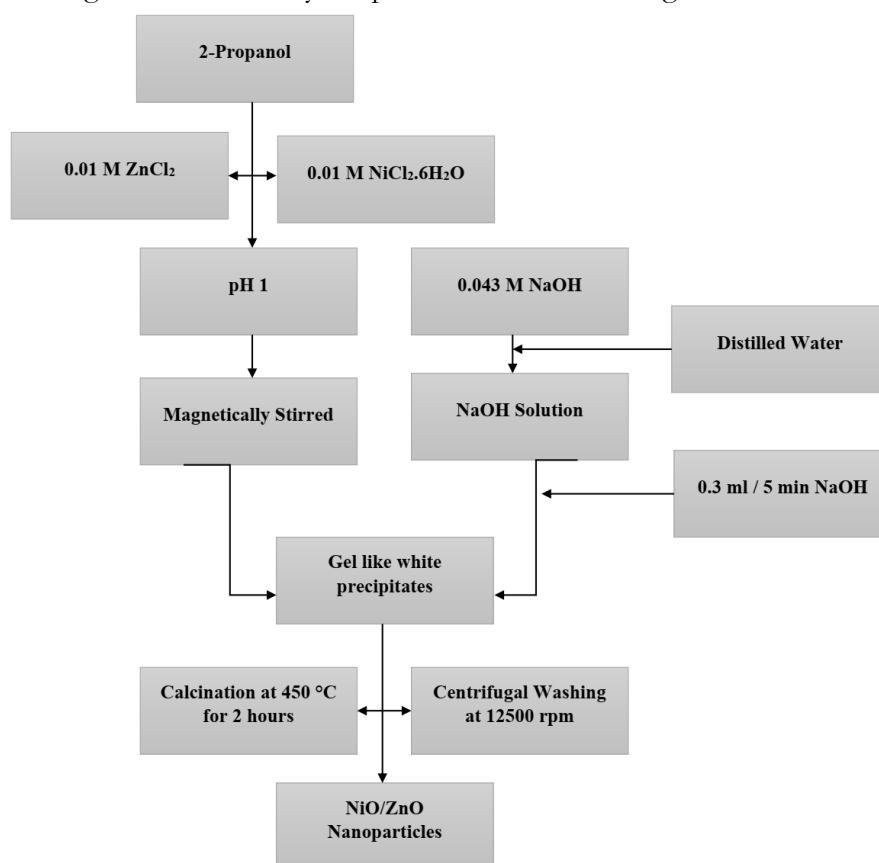 2-Propanol
0.01 M ZnCl₂
0.01 M NiCl₂.6H₂O
pH 1
0.043 M NaOH
Distilled Water
Magnetically Stirred
NaOH Solution
0.3 ml / 5 min NaOH
Gel like white
precipitates
Calcination at 450 °C
for 2 hours
Centrifugal Washing
at 12500 rpm
NiO/ZnO
Nanoparticles